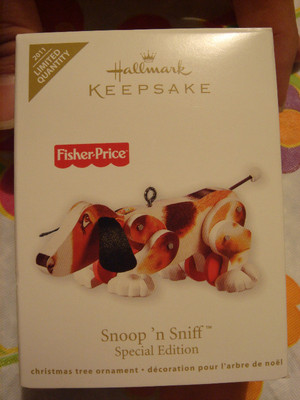 2011
LIMITED
QUANTITY
Hallmark
KEEPSAKE
Fisher-Price
Snoop 'n Sniff™
Special Edition
christmas tree ornament • décoration pour l'arbre de noël